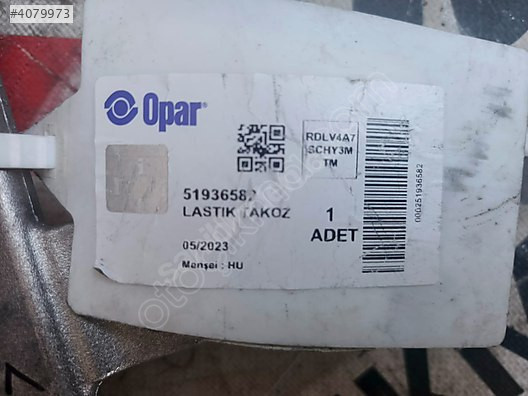 #4079973
Opar
RDLV4A7
SCHY3M
TM
51936582
LASTIK TAKOZ
1
ADET
05/2023
Menşei : HU
000251936582